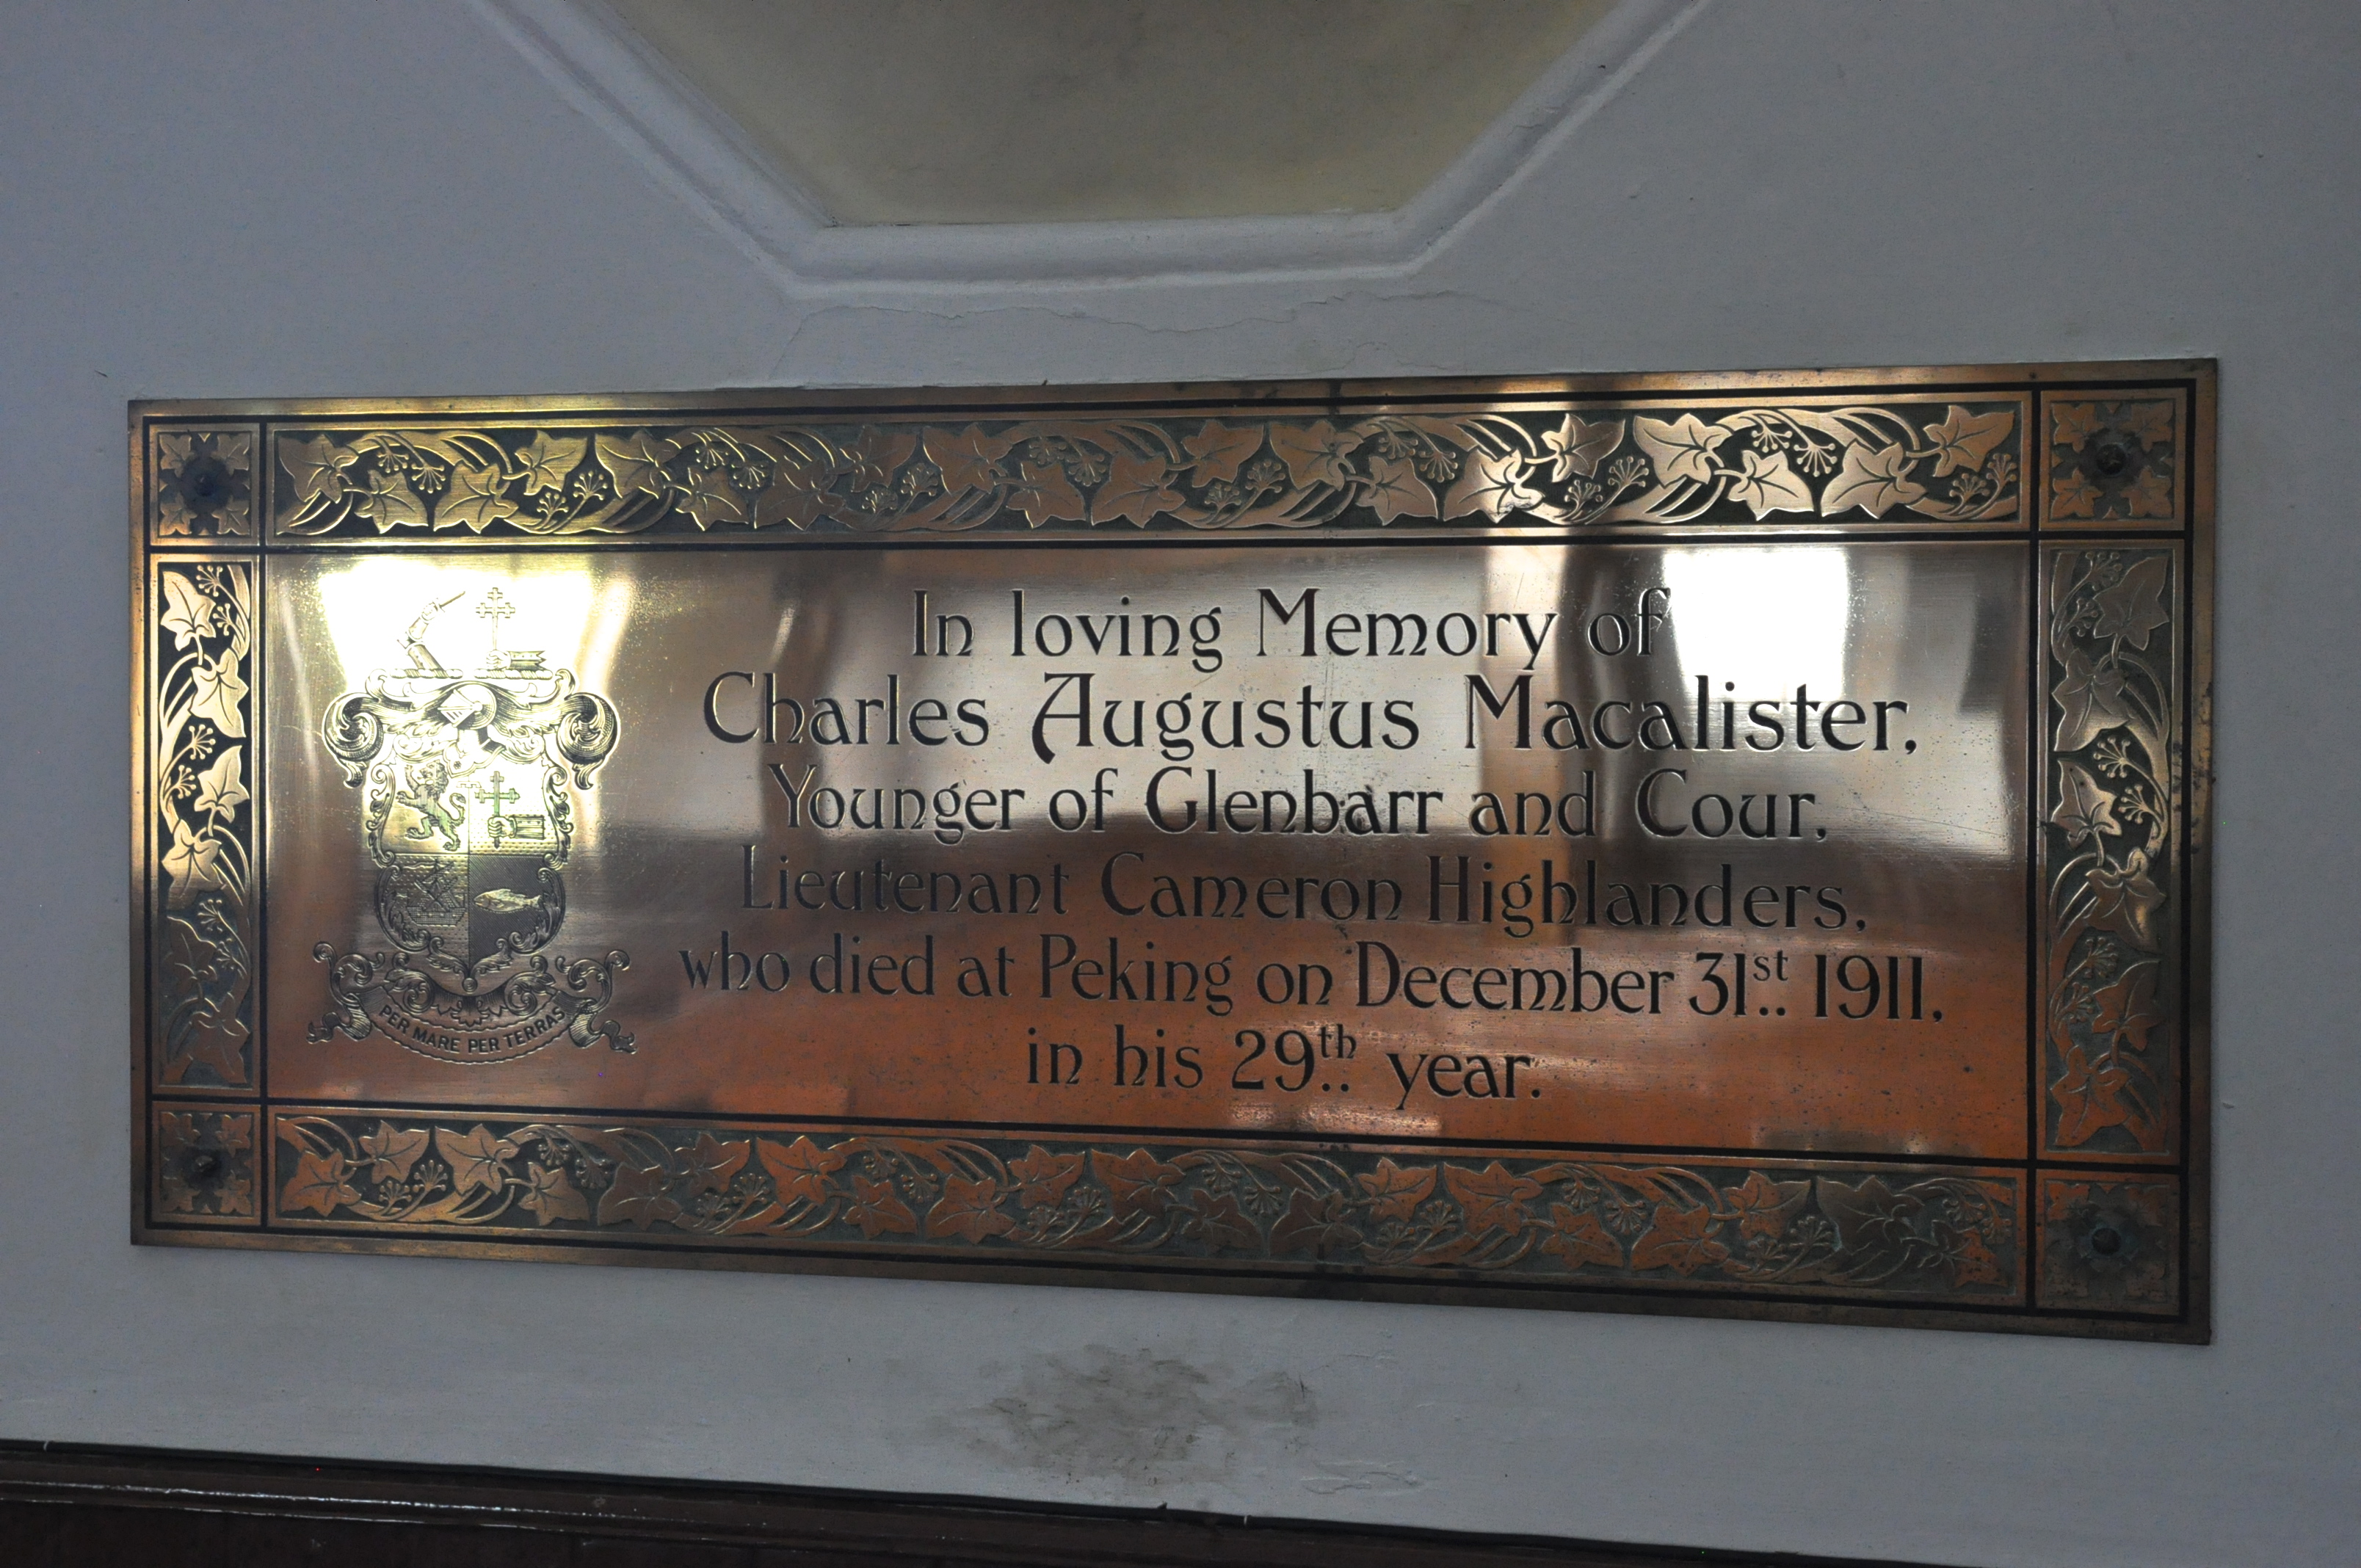 In loving Memory of
Charles Augustus Macalister,
Younger of Glenbarr and Cour,
Lieutenant Cameron Highlanders,
who died at Peking on December 31st 1911,
in his 29th year.
PER MARE PER TERRAS